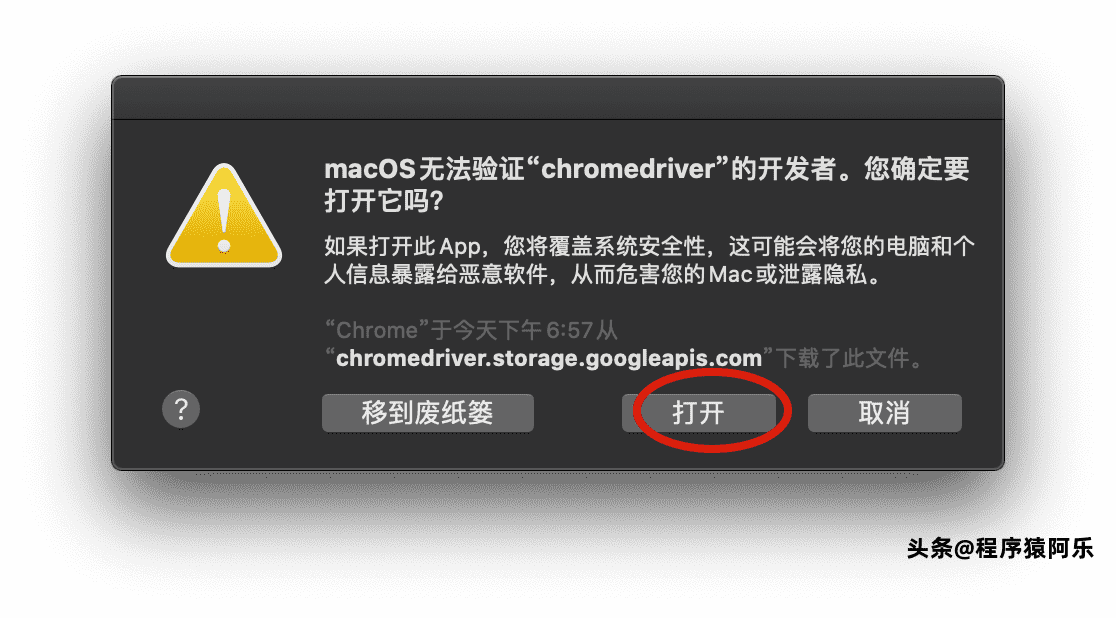 macOS无法验证“chromedriver”的开发者。您确定要
打开它吗？
如果打开此App，您将覆盖系统安全性，这可能会将您的电脑和个
人信息暴露给恶意软件，从而危害您的Mac或泄露隐私。
“Chrome”于今天下午6:57从
“chromedriver.storage.googleapis.com”下载了此文件。
? 移到废纸篓 打开 取消
头条@程序猿阿乐